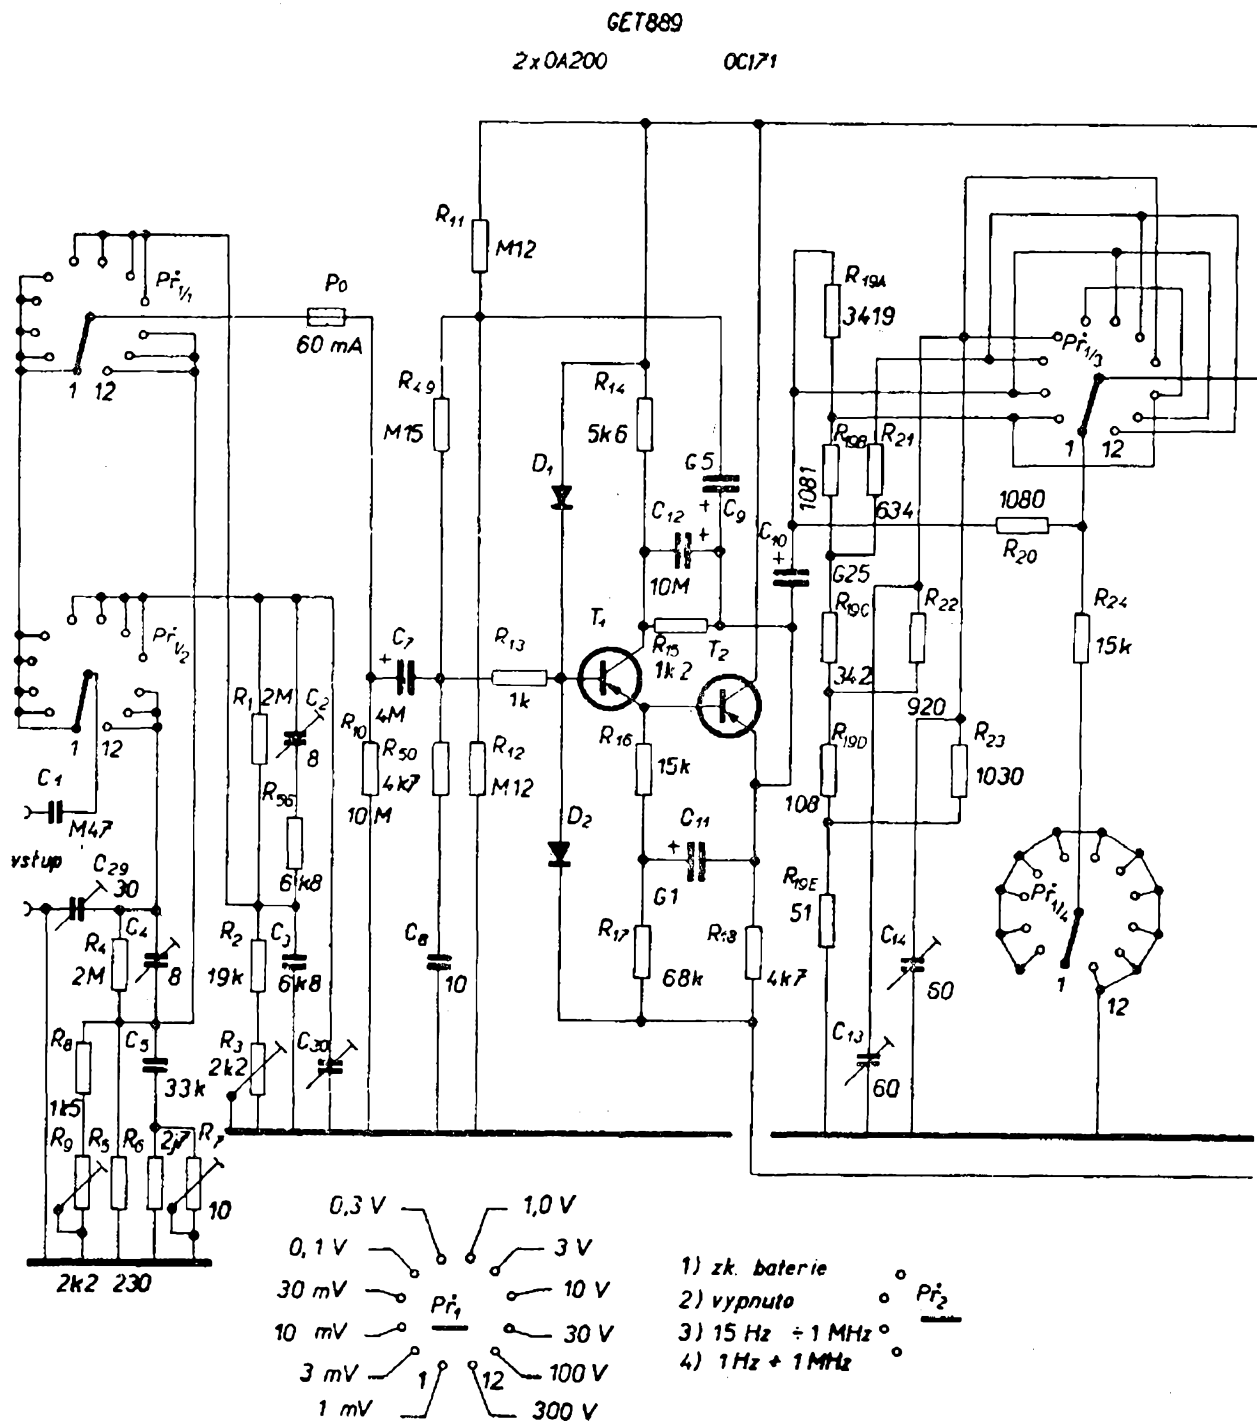 GET889
2x0A200 OC171
R11
M12
Př1/1
P0
60 mA
1 12
R49
M15
R14
5k6
D1
G5
C12
C9
10M
C10
G25
R19A
3419
R19B
1081
R21
634
Př1/3
1 12
1080
R20
R19C
342
R22
920
R24
15k
Př1/2
1 12
R1 2M
C2
8
R56
6k8
C7
4M
R13
1k
T1
R15
1k2
T2
R10
10M
R50
4k7
R12
M12
R16
15k
R19D
108
R23
1030
C1
M47
vstup
C29
30
D2
C11
G1
R19E
51
Př1/4
1 12
C4
8
R4
2M
R2
19k
C3
6k8
C8
10
R17
68k
R18
4k7
C14
60
R8
1k5
C5
33k
R3
2k2
C30
C13
60
R9 R5 R6 2j7 R7
10
2k2 230
0,3 V 1,0 V
0,1 V 3 V
30 mV Př1 10 V
10 mV 30 V
3 mV 1 12 100 V
1 mV 300 V
1) zk. baterie
2) vypnuto Př2
3) 15 Hz ÷ 1 MHz
4) 1 Hz ÷ 1 MHz